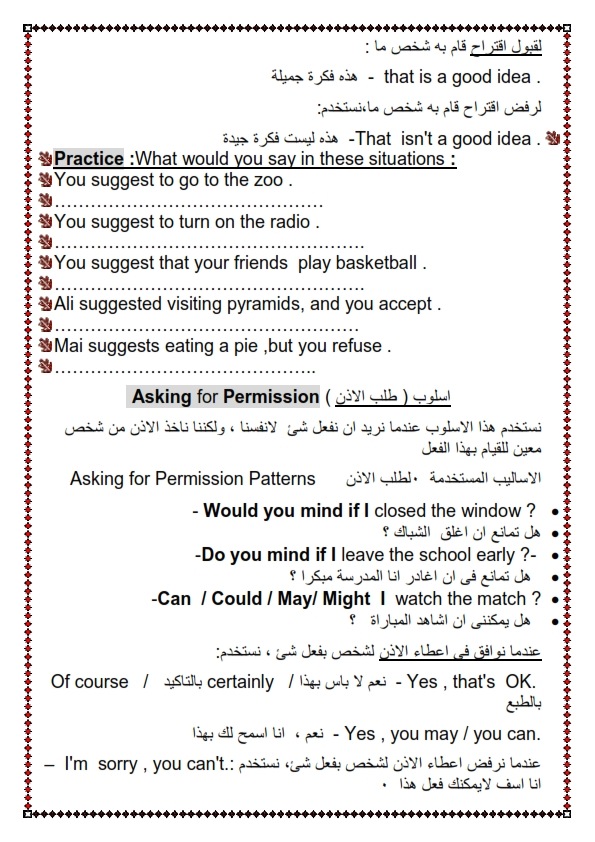 لقبول اقتراح قام به شخص ما :
that is a good idea . - هذه فكرة جميلة
لرفض اقتراح قام به شخص ما،نستخدم:
That isn't a good idea .- هذه ليست فكرة جيدة
Practice :What would you say in these situations :
You suggest to go to the zoo .
………………………………………
You suggest to turn on the radio .
…………………………………………….
You suggest that your friends play basketball .
…………………………………………….
Ali suggested visiting pyramids, and you accept .
……………………………………………
Mai suggests eating a pie ,but you refuse .
……………………………………..
اسلوب ( طلب الاذن ) Asking for Permission
نستخدم هذا الاسلوب عندما نريد ان نفعل شئ لانفسنا ، ولكننا ناخذ الاذن من شخص
معين للقيام بهذا الفعل
الاساليب المستخدمة ٠لطلب الاذن Asking for Permission Patterns
- Would you mind if I closed the window ?
هل تمانع ان اغلق الشباك ؟
-Do you mind if I leave the school early ?-
هل تمانع فى ان اغادر انا المدرسة مبكرا ؟
-Can / Could / May/ Might I watch the match ?
هل يمكننى ان اشاهد المباراة ؟
عندما نوافق فى اعطاء الاذن لشخص بفعل شئ ، نستخدم:
Yes , that's OK. - نعم لا باس بهذا / certainly بالتاكيد / Of course
بالطبع
Yes , you may / you can. - نعم ، انا اسمح لك بهذا
عندما نرفض اعطاء الاذن لشخص بفعل شئ، نستخدم :.I'm sorry , you can't –
انا اسف لايمكنك فعل هذا ٠